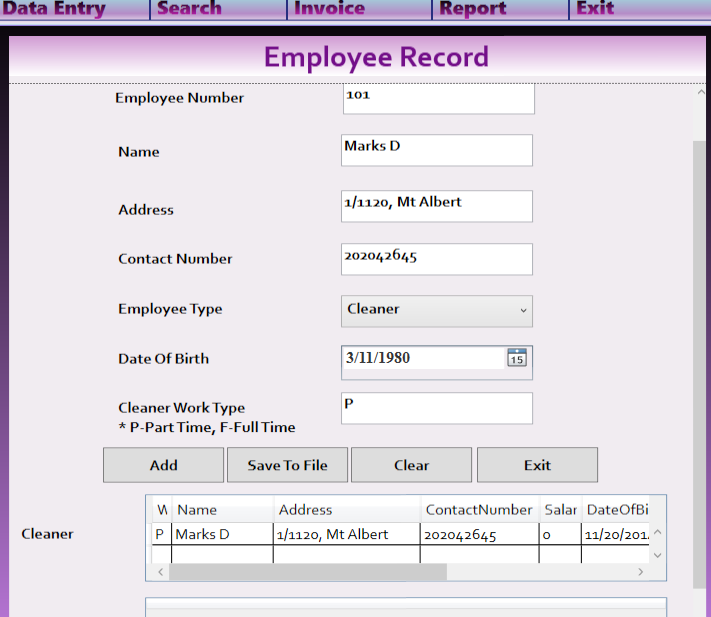 Data Entry Search Invoice Report Exit
Employee Record
Employee Number 101
Name Marks D
Address 1/1120, Mt Albert
Contact Number 202042645
Employee Type Cleaner
Date Of Birth 3/11/1980 15
Cleaner Work Type P
* P-Part Time, F-Full Time
Add Save To File Clear Exit
W Name Address ContactNumber Salar DateOfBi
Cleaner P Marks D 1/1120, Mt Albert 202042645 0 11/20/201